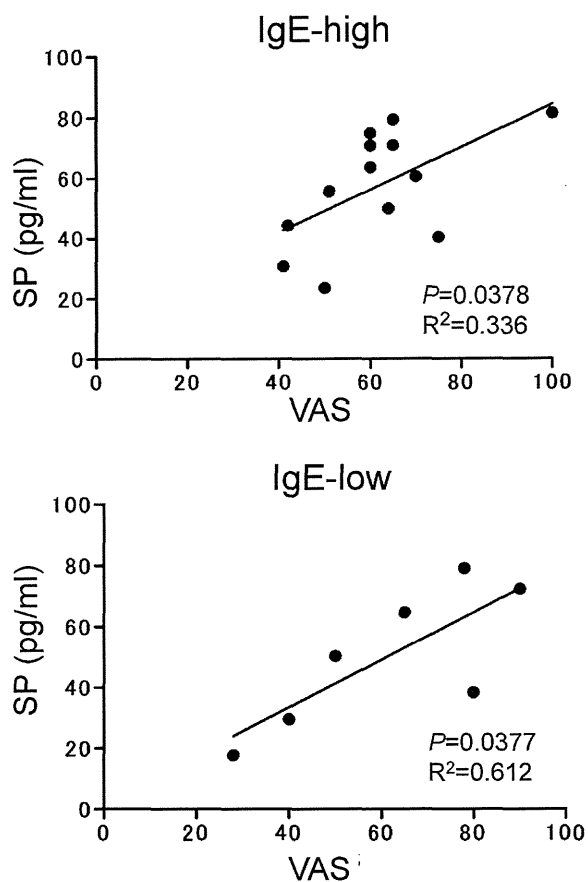 IgE-high
100
80
60
40
20
0
SP (pg/ml)
P=0.0378
R²=0.336
0 20 40 60 80 100
VAS
IgE-low
100
80
60
40
20
0
SP (pg/ml)
P=0.0377
R²=0.612
0 20 40 60 80 100
VAS